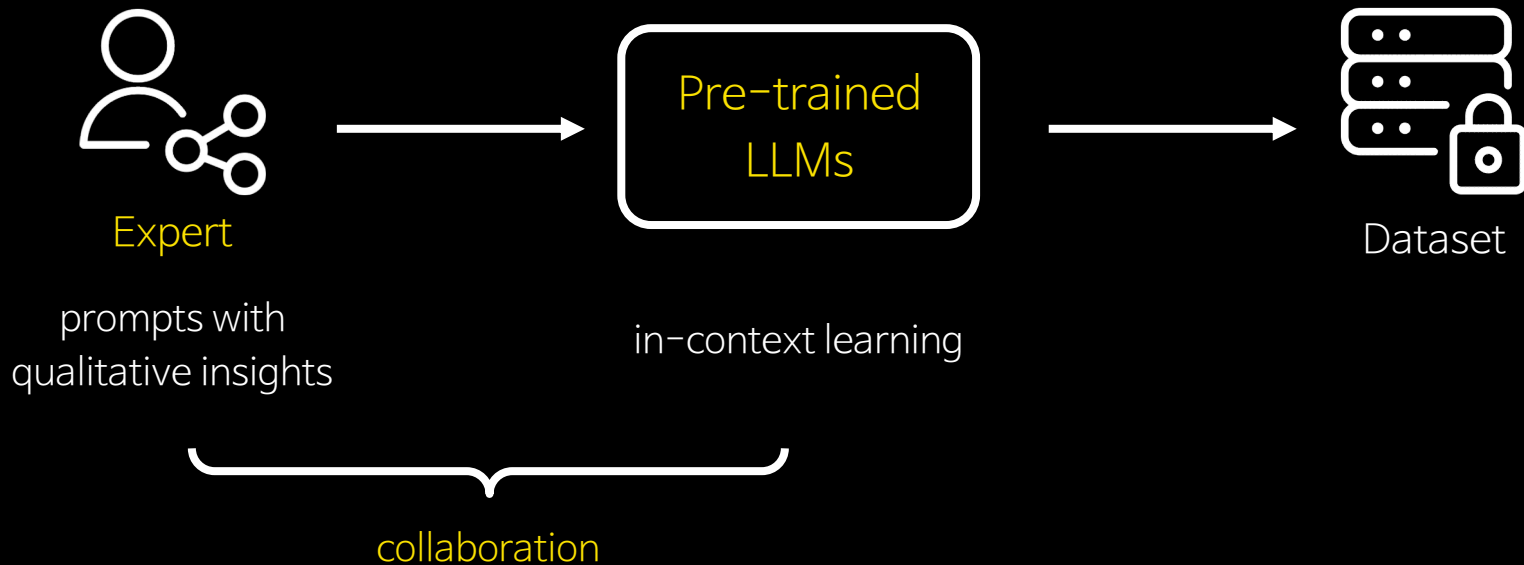 Pre-trained
LLMs
Expert
Dataset
prompts with
qualitative insights
in-context learning
collaboration